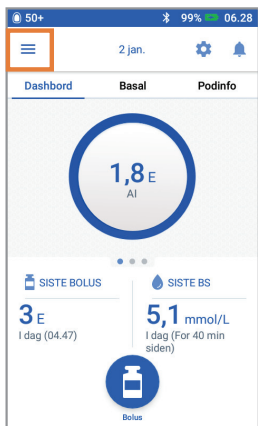 50+ 99% 06.28
2 jan.
Dashbord Basal Podinfo
1,8 E
AI
SISTE BOLUS SISTE BS
3 E 5,1 mmol/L
I dag (04.47) I dag (For 40 min
siden)
Bolus